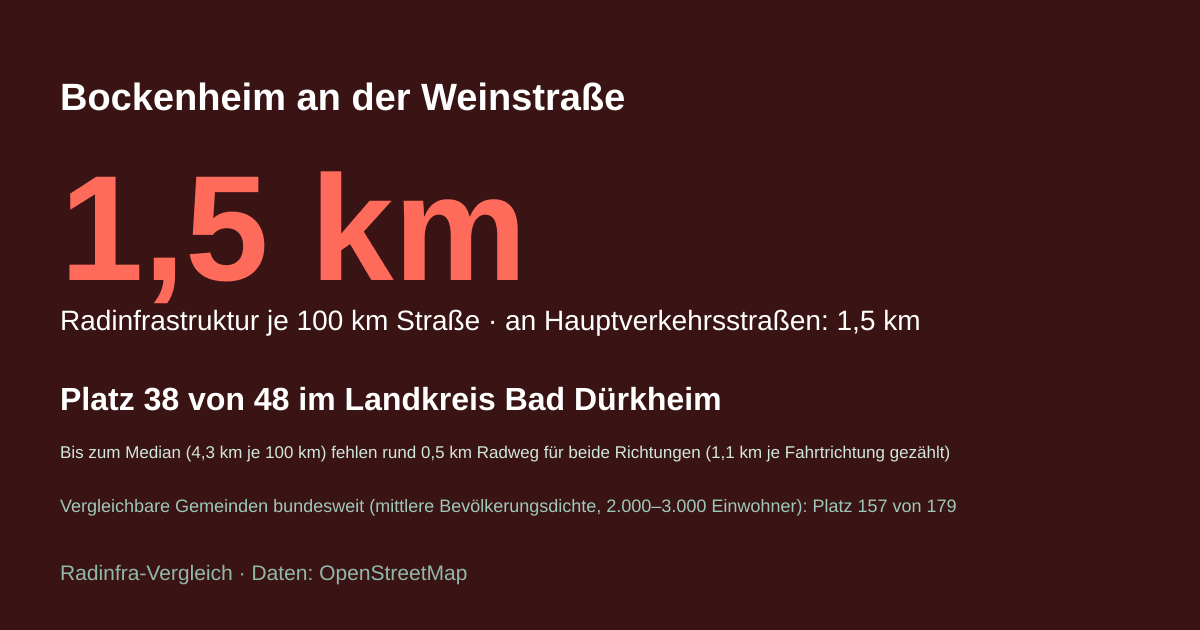 Bockenheim an der Weinstraße
1,5 km
Radinfrastruktur je 100 km Straße · an Hauptverkehrsstraßen: 1,5 km
Platz 38 von 48 im Landkreis Bad Dürkheim
Bis zum Median (4,3 km je 100 km) fehlen rund 0,5 km Radweg für beide Richtungen (1,1 km je Fahrtrichtung gezählt)
Vergleichbare Gemeinden bundesweit (mittlere Bevölkerungsdichte, 2.000–3.000 Einwohner): Platz 157 von 179
Radinfra-Vergleich · Daten: OpenStreetMap